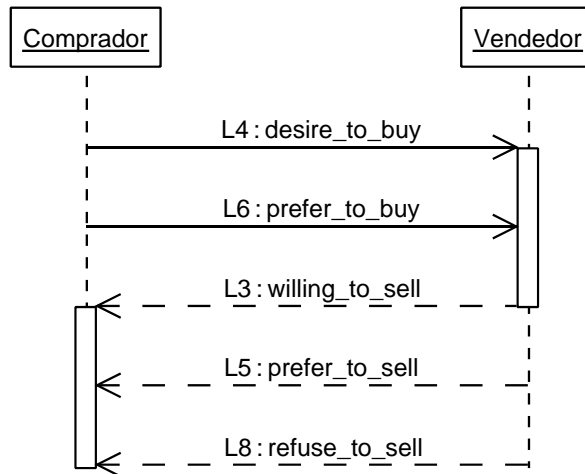 Comprador
Vendedor
L4 : desire_to_buy
L6 : prefer_to_buy
L3 : willing_to_sell
L5 : prefer_to_sell
L8 : refuse_to_sell